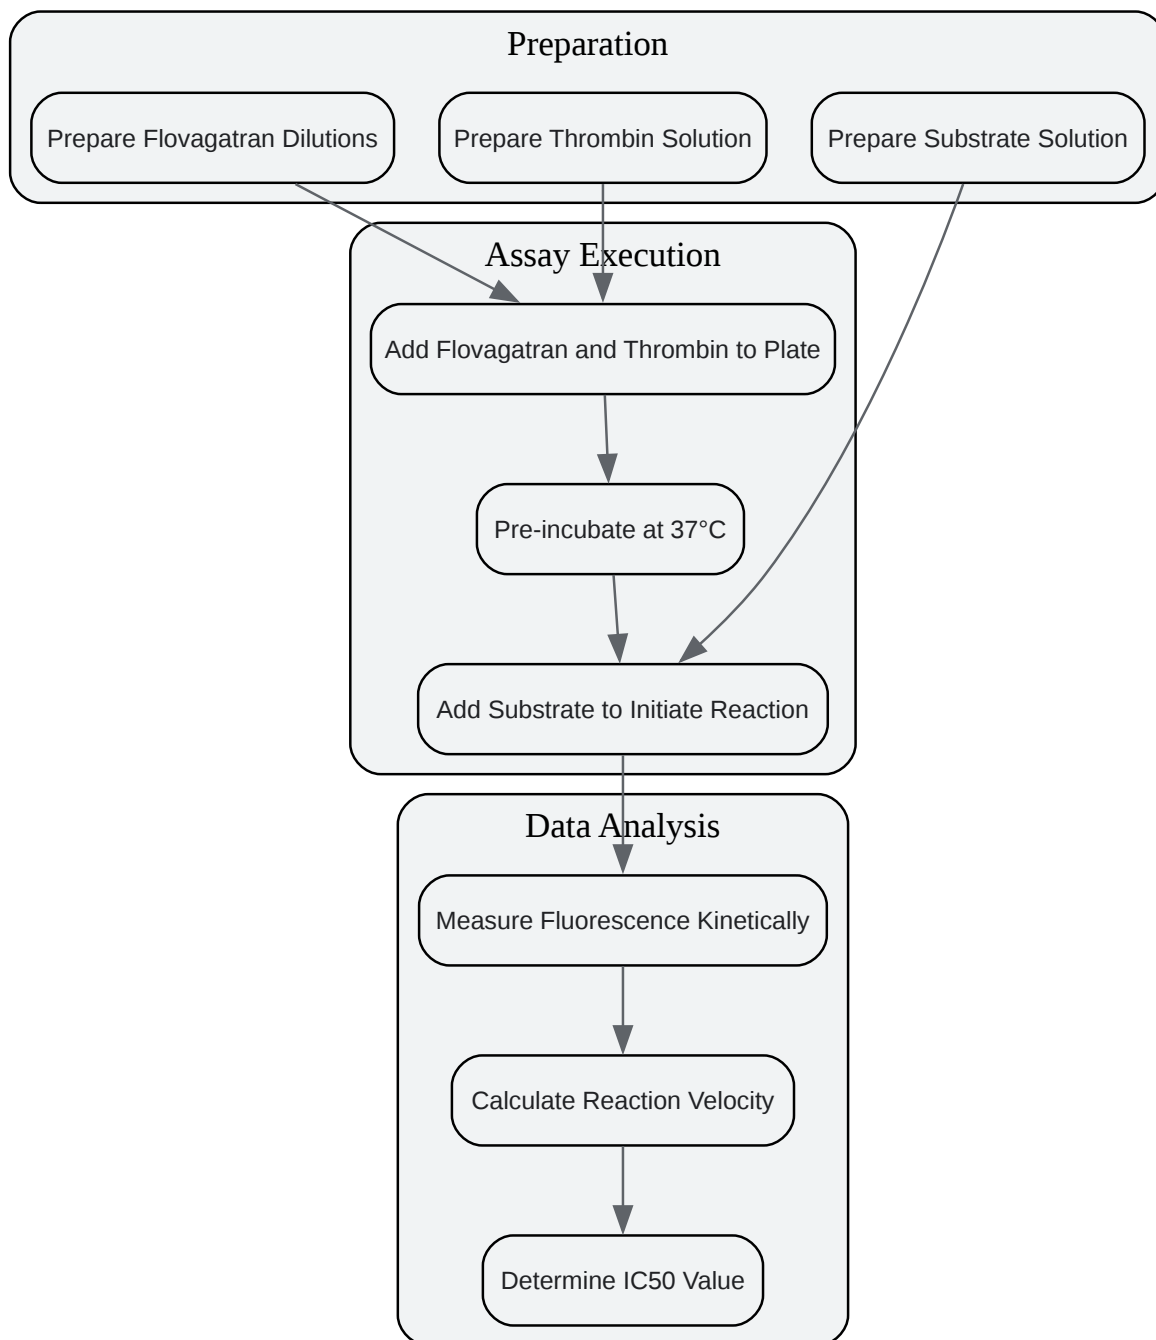 Preparation
Prepare Flovagatran Dilutions
Prepare Thrombin Solution
Prepare Substrate Solution
Assay Execution
Add Flovagatran and Thrombin to Plate
Pre-incubate at 37°C
Add Substrate to Initiate Reaction
Data Analysis
Measure Fluorescence Kinetically
Calculate Reaction Velocity
Determine IC50 Value